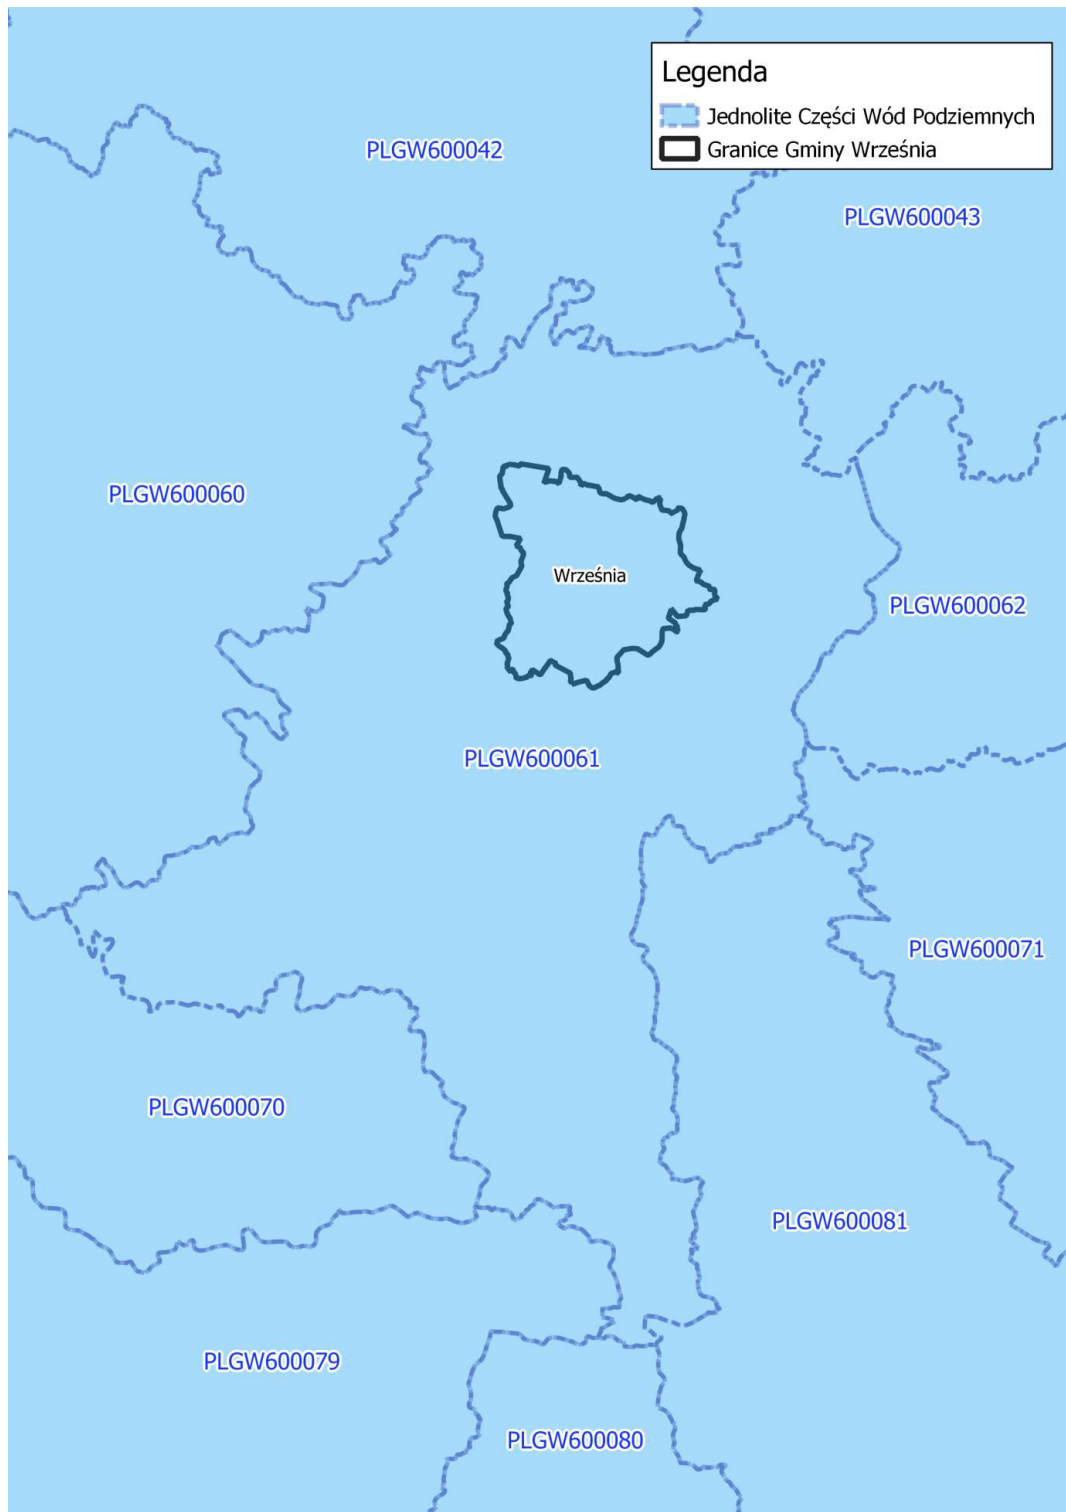 Legenda
Jednolite Części Wód Podziemnych
Granice Gminy Września
PLGW600042
PLGW600043
PLGW600060
Września
PLGW600062
PLGW600061
PLGW600071
PLGW600070
PLGW600081
PLGW600079
PLGW600080